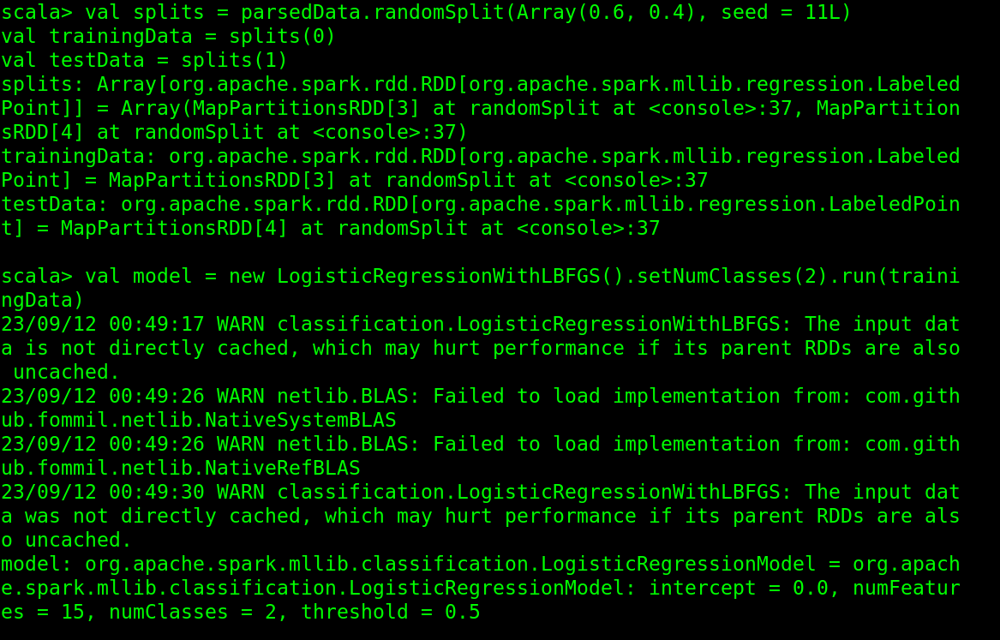 scala> val splits = parsedData.randomSplit(Array(0.6, 0.4), seed = 11L)
val trainingData = splits(0)
val testData = splits(1)
splits: Array[org.apache.spark.rdd.RDD[org.apache.spark.mllib.regression.Labeled
Point]] = Array(MapPartitionsRDD[3] at randomSplit at <console>:37, MapPartition
sRDD[4] at randomSplit at <console>:37)
trainingData: org.apache.spark.rdd.RDD[org.apache.spark.mllib.regression.Labeled
Point] = MapPartitionsRDD[3] at randomSplit at <console>:37
testData: org.apache.spark.rdd.RDD[org.apache.spark.mllib.regression.LabeledPoin
t] = MapPartitionsRDD[4] at randomSplit at <console>:37

scala> val model = new LogisticRegressionWithLBFGS().setNumClasses(2).run(traini
ngData)
23/09/12 00:49:17 WARN classification.LogisticRegressionWithLBFGS: The input dat
a is not directly cached, which may hurt performance if its parent RDDs are also
 uncached.
23/09/12 00:49:26 WARN netlib.BLAS: Failed to load implementation from: com.gith
ub.fommil.netlib.NativeSystemBLAS
23/09/12 00:49:26 WARN netlib.BLAS: Failed to load implementation from: com.gith
ub.fommil.netlib.NativeRefBLAS
23/09/12 00:49:30 WARN classification.LogisticRegressionWithLBFGS: The input dat
a was not directly cached, which may hurt performance if its parent RDDs are als
o uncached.
model: org.apache.spark.mllib.classification.LogisticRegressionModel = org.apach
e.spark.mllib.classification.LogisticRegressionModel: intercept = 0.0, numFeatur
es = 15, numClasses = 2, threshold = 0.5